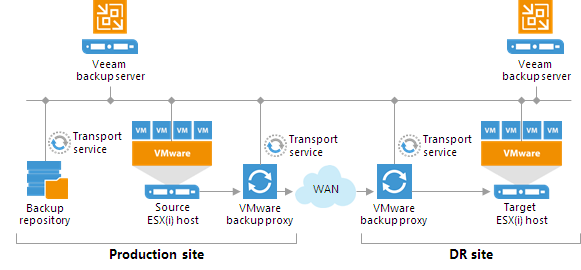 Veeam
backup server
Veeam
backup server
VM VM VM VM
VMware
VM VM VM VM
VMware
Transport
service
Transport
service
Transport
service
Transport
service
WAN
Backup
repository
Source
ESX(i) host
VMware
backup proxy
VMware
backup proxy
Target
ESX(i) host
Production site
DR site